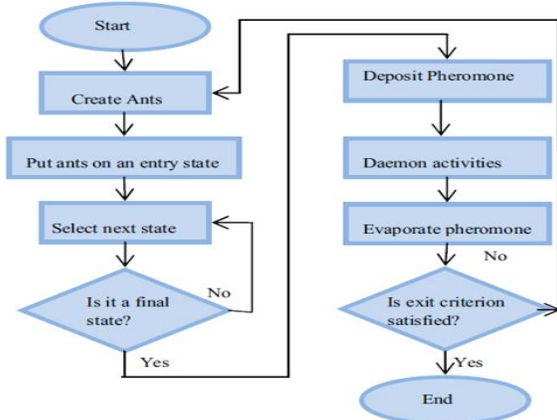 Start
Create Ants
Put ants on an entry state
Select next state
Is it a final
state?
No
Yes
Deposit Pheromone
Daemon activities
Evaporate pheromone
No
Is exit criterion
satisfied?
Yes
End